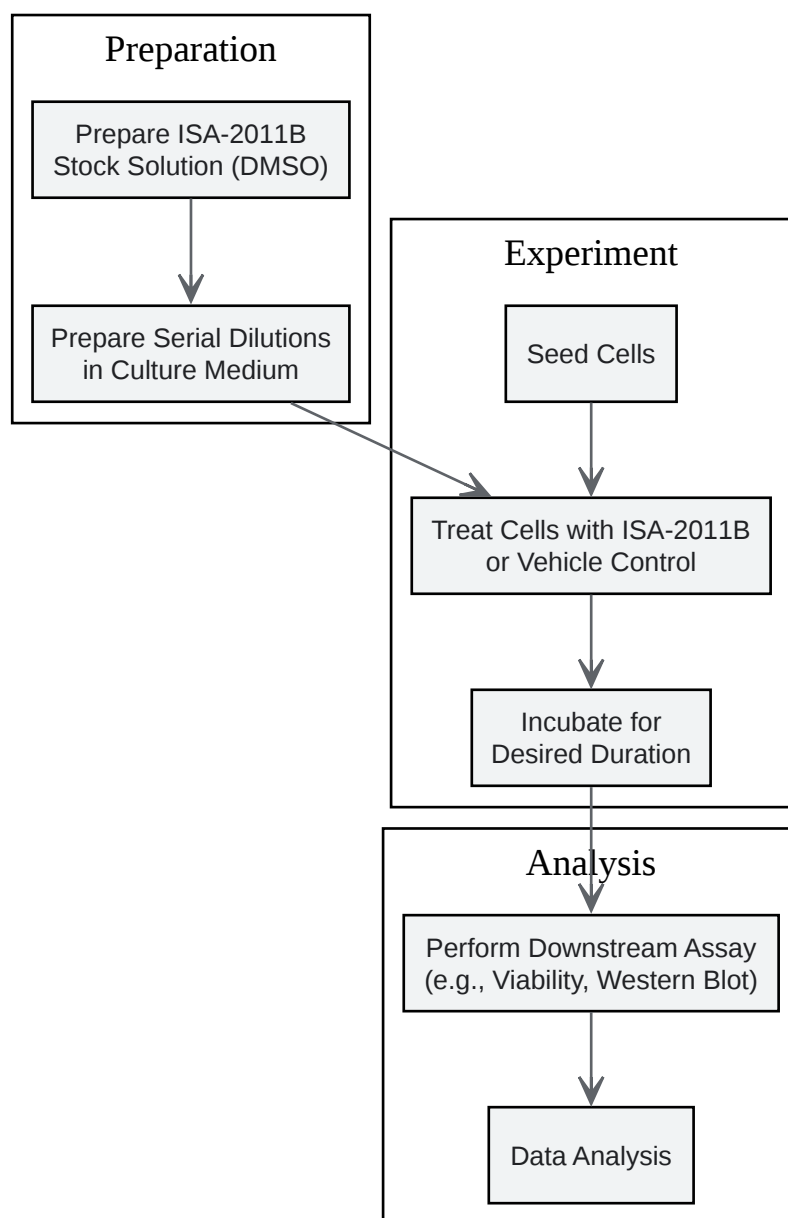 Preparation
Prepare ISA-2011B
Stock Solution (DMSO)
Prepare Serial Dilutions
in Culture Medium
Experiment
Seed Cells
Treat Cells with ISA-2011B
or Vehicle Control
Incubate for
Desired Duration
Analysis
Perform Downstream Assay
(e.g., Viability, Western Blot)
Data Analysis